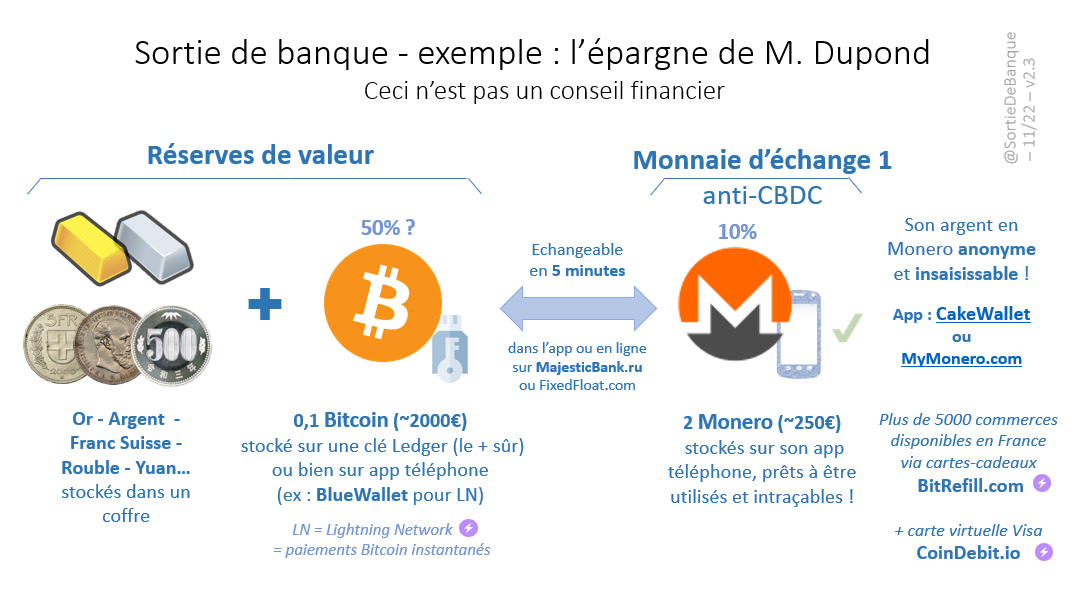 Sortie de banque - exemple : l’épargne de M. Dupond
Ceci n’est pas un conseil financier
@SortieDeBanque
– 11/22 – v2.3
Réserves de valeur
50% ?
5FR
500
Or - Argent -
Franc Suisse -
Rouble - Yuan…
stockés dans un
coffre
0,1 Bitcoin (~2000€)
stocké sur une clé Ledger (le + sûr)
ou bien sur app téléphone
(ex : BlueWallet pour LN)
LN = Lightning Network
= paiements Bitcoin instantanés
Echangeable
en 5 minutes
dans l’app ou en ligne
sur MajesticBank.ru
ou FixedFloat.com
Monnaie d’échange 1
anti-CBDC
10%
2 Monero (~250€)
stockés sur son app
téléphone, prêts à être
utilisés et intraçables !
Son argent en
Monero anonyme
et insaisissable !
App : CakeWallet
ou
MyMonero.com
Plus de 5000 commerces
disponibles en France
via cartes-cadeaux
BitRefill.com
+ carte virtuelle Visa
CoinDebit.io